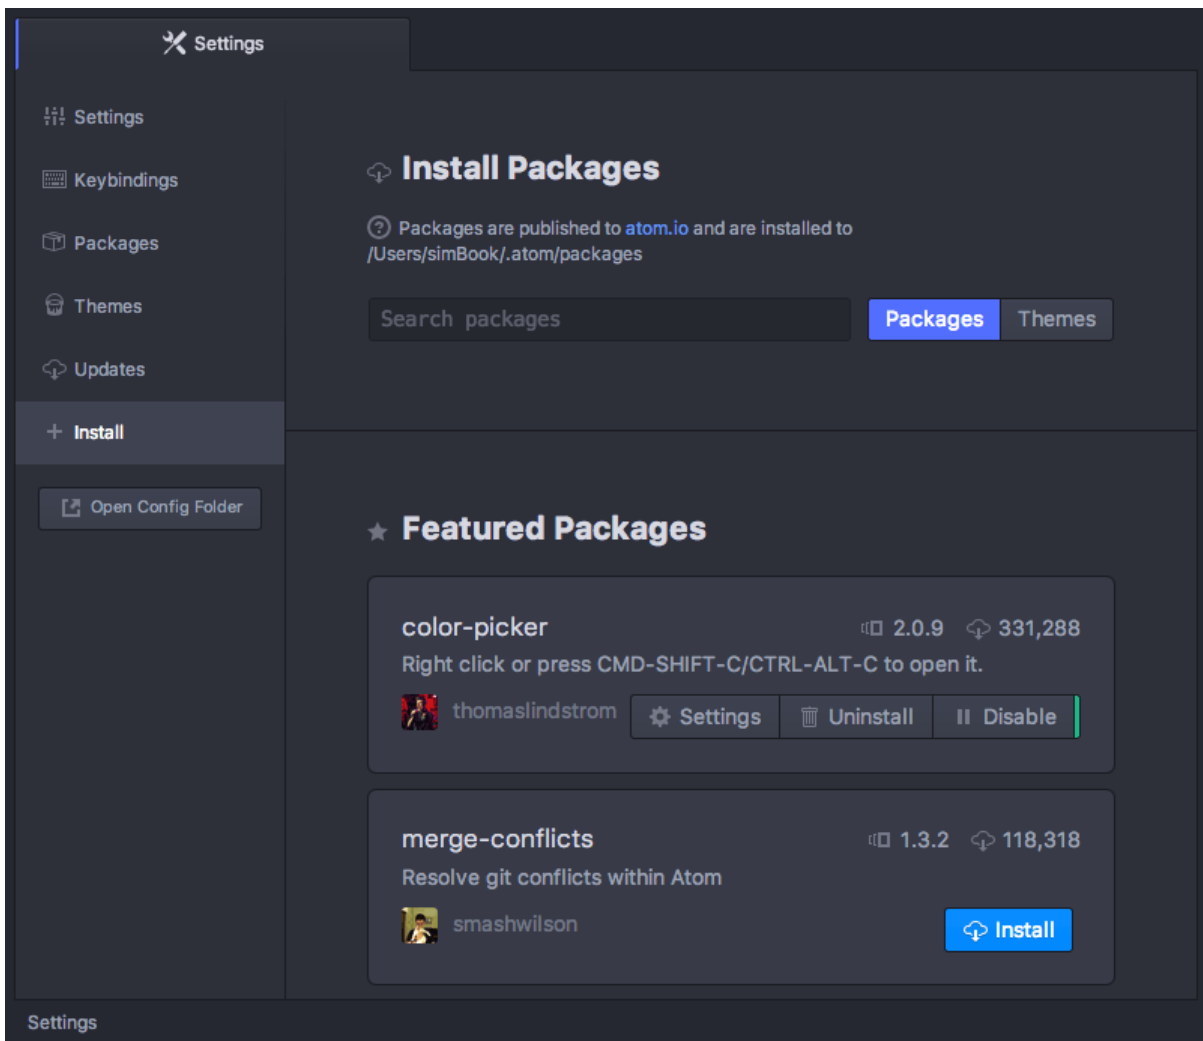 Settings
Settings
Keybindings
Packages
Themes
Updates
Install
Open Config Folder
Install Packages
Packages are published to atom.io and are installed to
/Users/simBook/.atom/packages
Search packages
Packages Themes
Featured Packages
color-picker 2.0.9 331,288
Right click or press CMD-SHIFT-C/CTRL-ALT-C to open it.
thomaslindstrom Settings Uninstall Disable
merge-conflicts 1.3.2 118,318
Resolve git conflicts within Atom
smashwilson Install
Settings